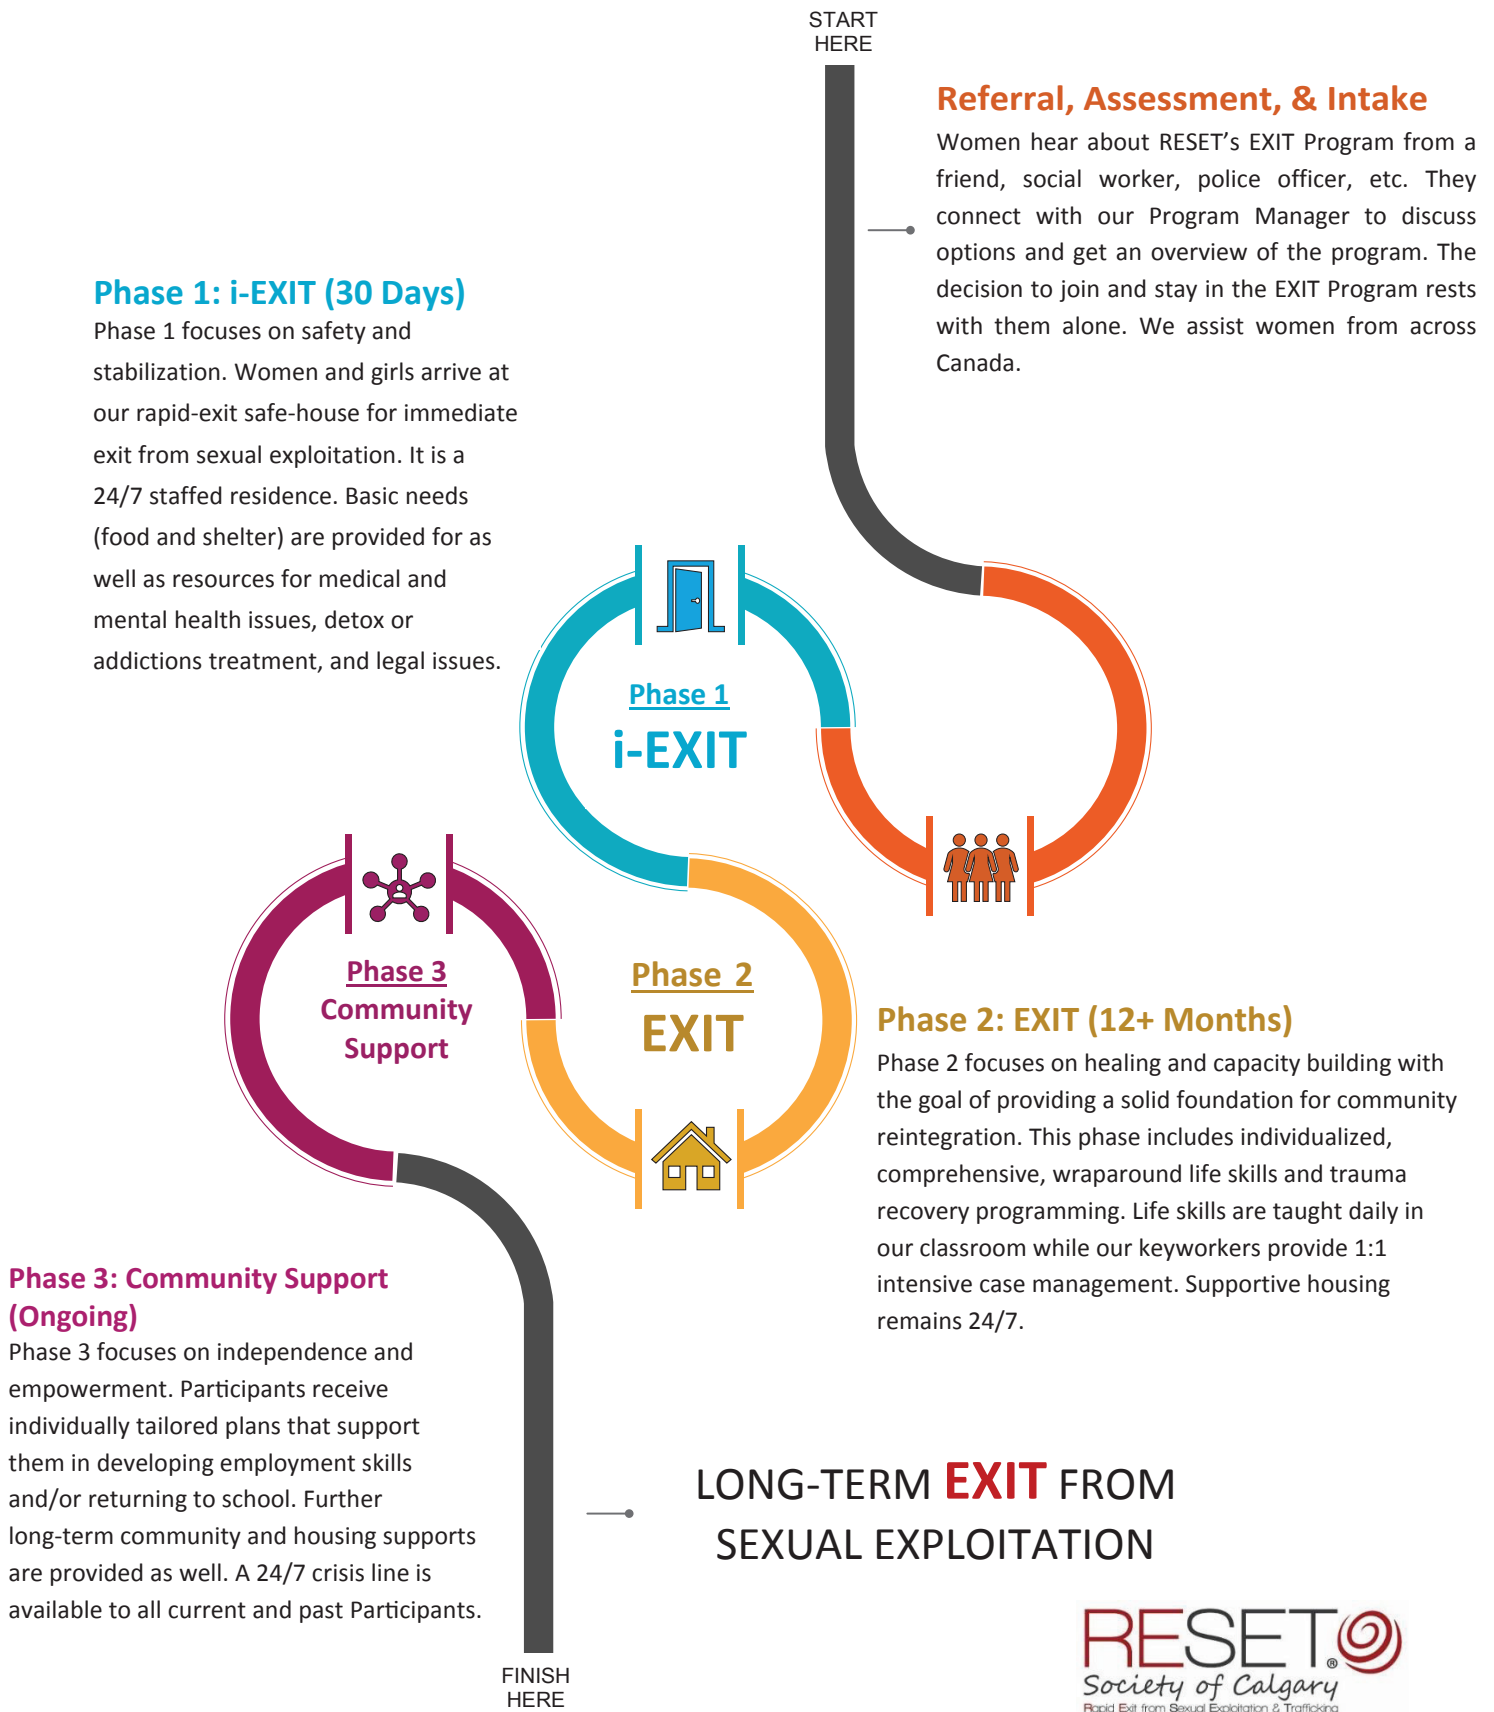 START
HERE
Referral, Assessment, & Intake
Women hear about RESET’s EXIT Program from a
friend, social worker, police officer, etc. They
connect with our Program Manager to discuss
options and get an overview of the program. The
decision to join and stay in the EXIT Program rests
with them alone. We assist women from across
Canada.
Phase 1: i-EXIT (30 Days)
Phase 1 focuses on safety and
stabilization. Women and girls arrive at
our rapid-exit safe-house for immediate
exit from sexual exploitation. It is a
24/7 staffed residence. Basic needs
(food and shelter) are provided for as
well as resources for medical and
mental health issues, detox or
addictions treatment, and legal issues.
Phase 1
i-EXIT
Phase 2
EXIT
Phase 3
Community
Support
Phase 2: EXIT (12+ Months)
Phase 2 focuses on healing and capacity building with
the goal of providing a solid foundation for community
reintegration. This phase includes individualized,
comprehensive, wraparound life skills and trauma
recovery programming. Life skills are taught daily in
our classroom while our keyworkers provide 1:1
intensive case management. Supportive housing
remains 24/7.
Phase 3: Community Support
(Ongoing)
Phase 3 focuses on independence and
empowerment. Participants receive
individually tailored plans that support
them in developing employment skills
and/or returning to school. Further
long-term community and housing supports
are provided as well. A 24/7 crisis line is
available to all current and past Participants.
LONG-TERM EXIT FROM
SEXUAL EXPLOITATION
FINISH
HERE
RESET®
Society of Calgary
Rapid Exit from Sexual Exploitation & Trafficking